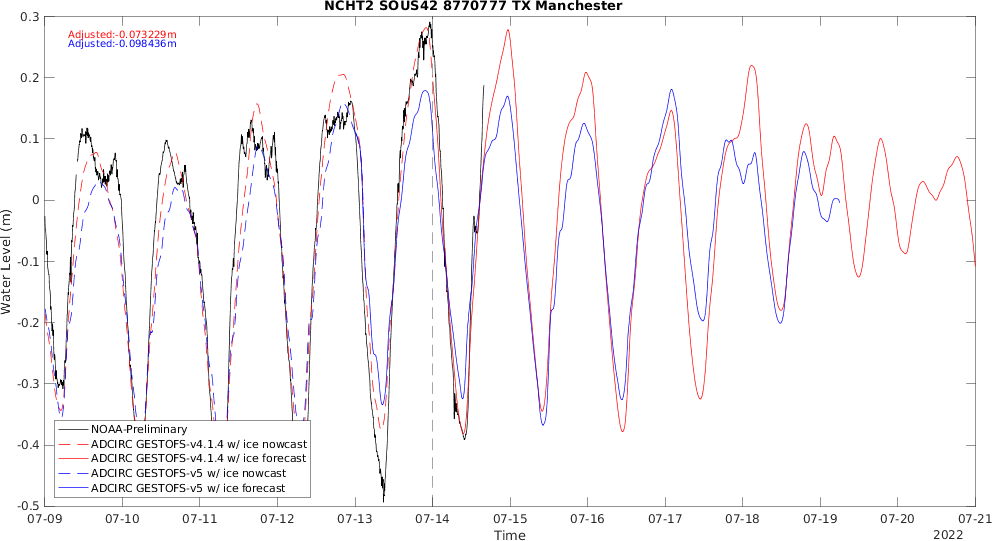 NCHT2 SOUS42 8770777 TX Manchester
Adjusted:-0.073229m
Adjusted:-0.098436m
0.3
0.2
0.1
0
-0.1
-0.2
-0.3
-0.4
-0.5
Water Level (m)
NOAA-Preliminary
ADCIRC GESTOFS-v4.1.4 w/ ice nowcast
ADCIRC GESTOFS-v4.1.4 w/ ice forecast
ADCIRC GESTOFS-v5 w/ ice nowcast
ADCIRC GESTOFS-v5 w/ ice forecast
07-09 07-10 07-11 07-12 07-13 07-14 07-15 07-16 07-17 07-18 07-19 07-20 07-21
Time
2022